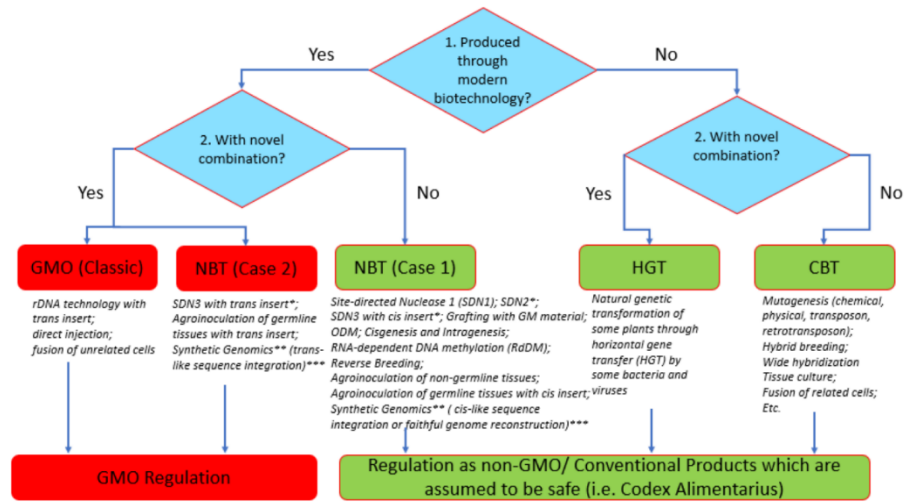 1. Produced
through
modern
biotechnology?
Yes
No
2. With novel
combination?
2. With novel
combination?
Yes
No
Yes
No
GMO (Classic)
NBT (Case 2)
NBT (Case 1)
HGT
CBT
rDNA technology with
trans insert;
direct injection;
fusion of unrelated cells
SDN3 with trans insert*;
Agroinoculation of germline
tissues with trans insert;
Synthetic Genomics** (trans-
like sequence integration)***
Site-directed Nuclease 1 (SDN1); SDN2*;
SDN3 with cis insert*; Grafting with GM material;
ODM; Cisgenesis and Intragenesis;
RNA-dependent DNA methylation (RdDM);
Reverse Breeding;
Agroinoculation of non-germline tissues;
Agroinoculation of germline tissues with cis insert;
Synthetic Genomics** ( cis-like sequence
integration or faithful genome reconstruction)***
Natural genetic
transformation of
some plants through
horizontal gene
transfer (HGT) by
some bacteria and
viruses
Mutagenesis (chemical,
physical, transposon,
retrotransposon);
Hybrid breeding;
Wide hybridization
Tissue culture;
Fusion of related cells;
Etc.
GMO Regulation
Regulation as non-GMO/ Conventional Products which are
assumed to be safe (i.e. Codex Alimentarius)